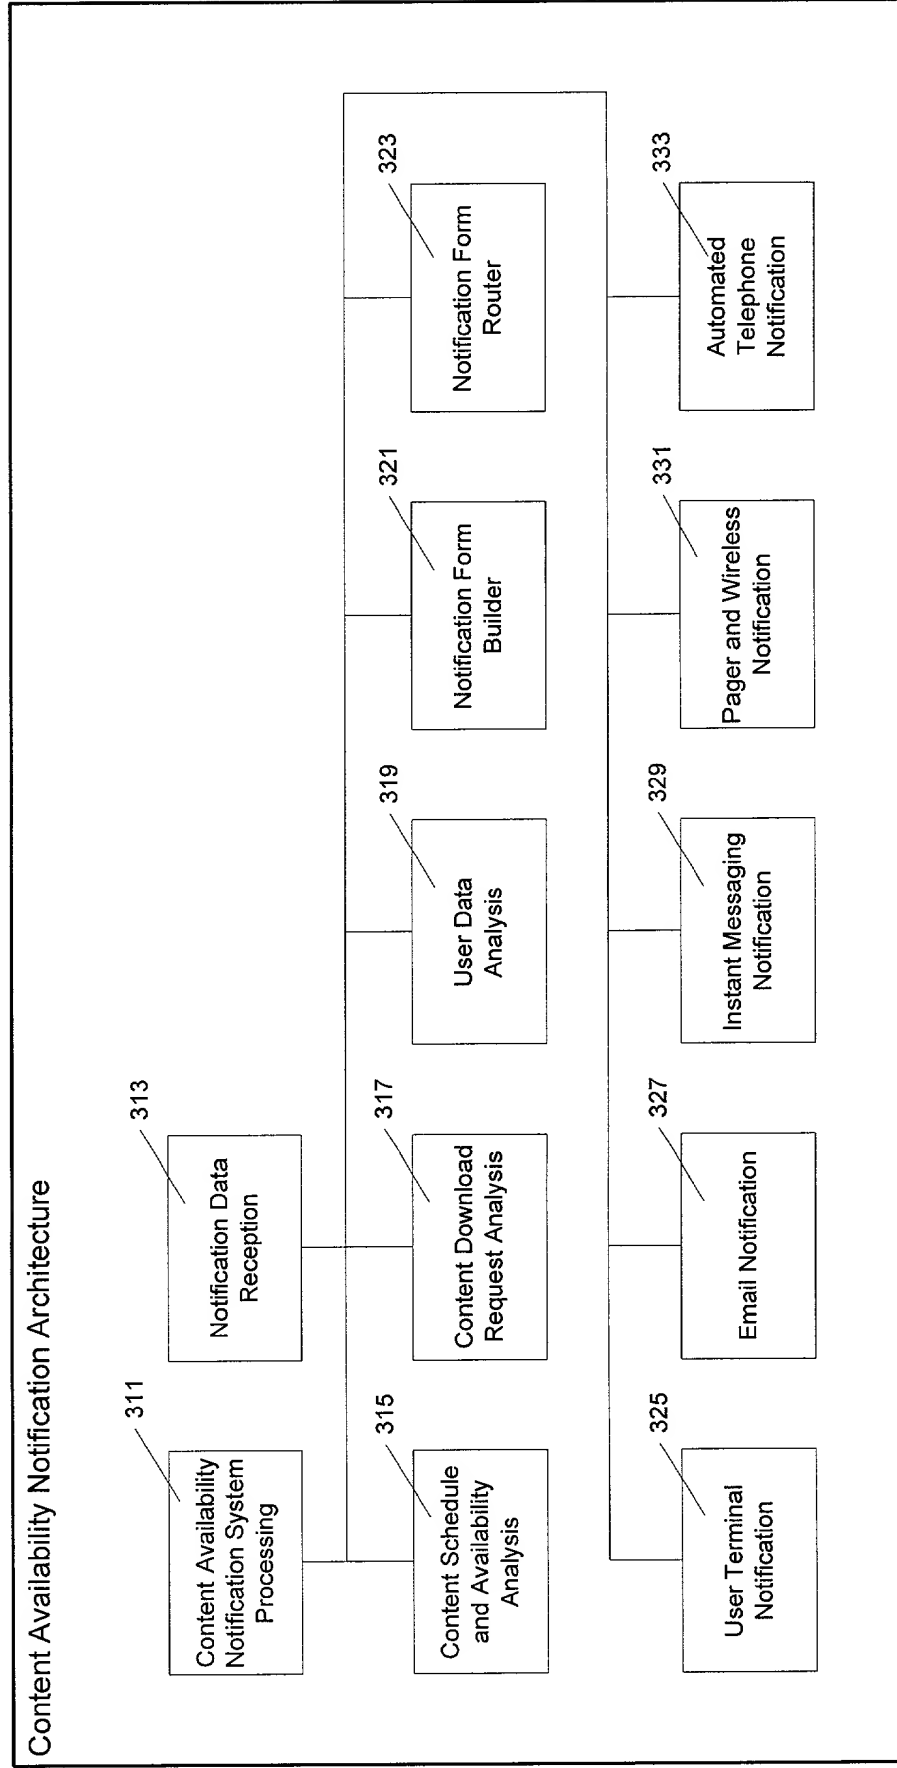 Content Availability Notification Architecture
311
Content Availability
Notification System
Processing
313
Notification Data
Reception
315
Content Schedule
and Availability
Analysis
317
Content Download
Request Analysis
319
User Data
Analysis
321
Notification Form
Builder
323
Notification Form
Router
325
User Terminal
Notification
327
Email Notification
329
Instant Messaging
Notification
331
Pager and Wireless
Notification
333
Automated
Telephone
Notification